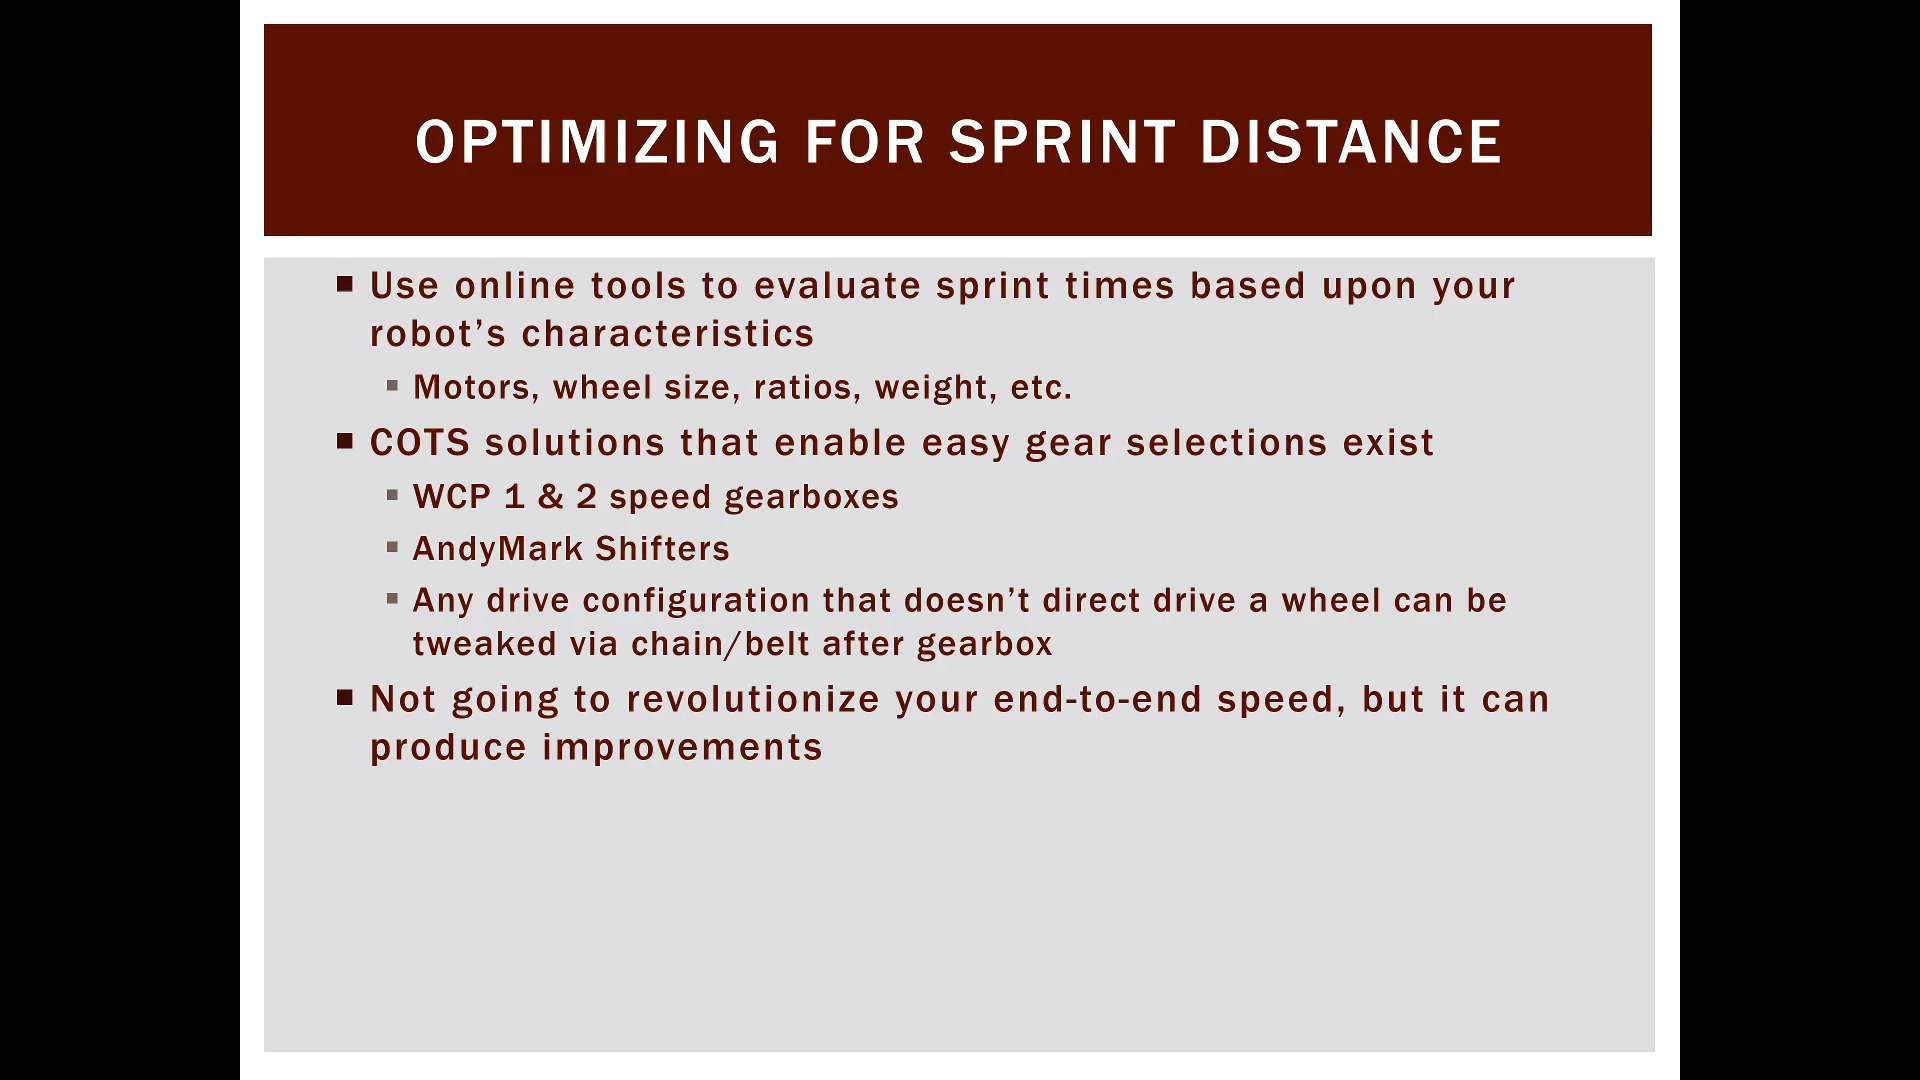 OPTIMIZING FOR SPRINT DISTANCE
Use online tools to evaluate sprint times based upon your
robot’s characteristics
Motors, wheel size, ratios, weight, etc.
COTS solutions that enable easy gear selections exist
WCP 1 & 2 speed gearboxes
AndyMark Shifters
Any drive configuration that doesn’t direct drive a wheel can be
tweaked via chain/belt after gearbox
Not going to revolutionize your end-to-end speed, but it can
produce improvements